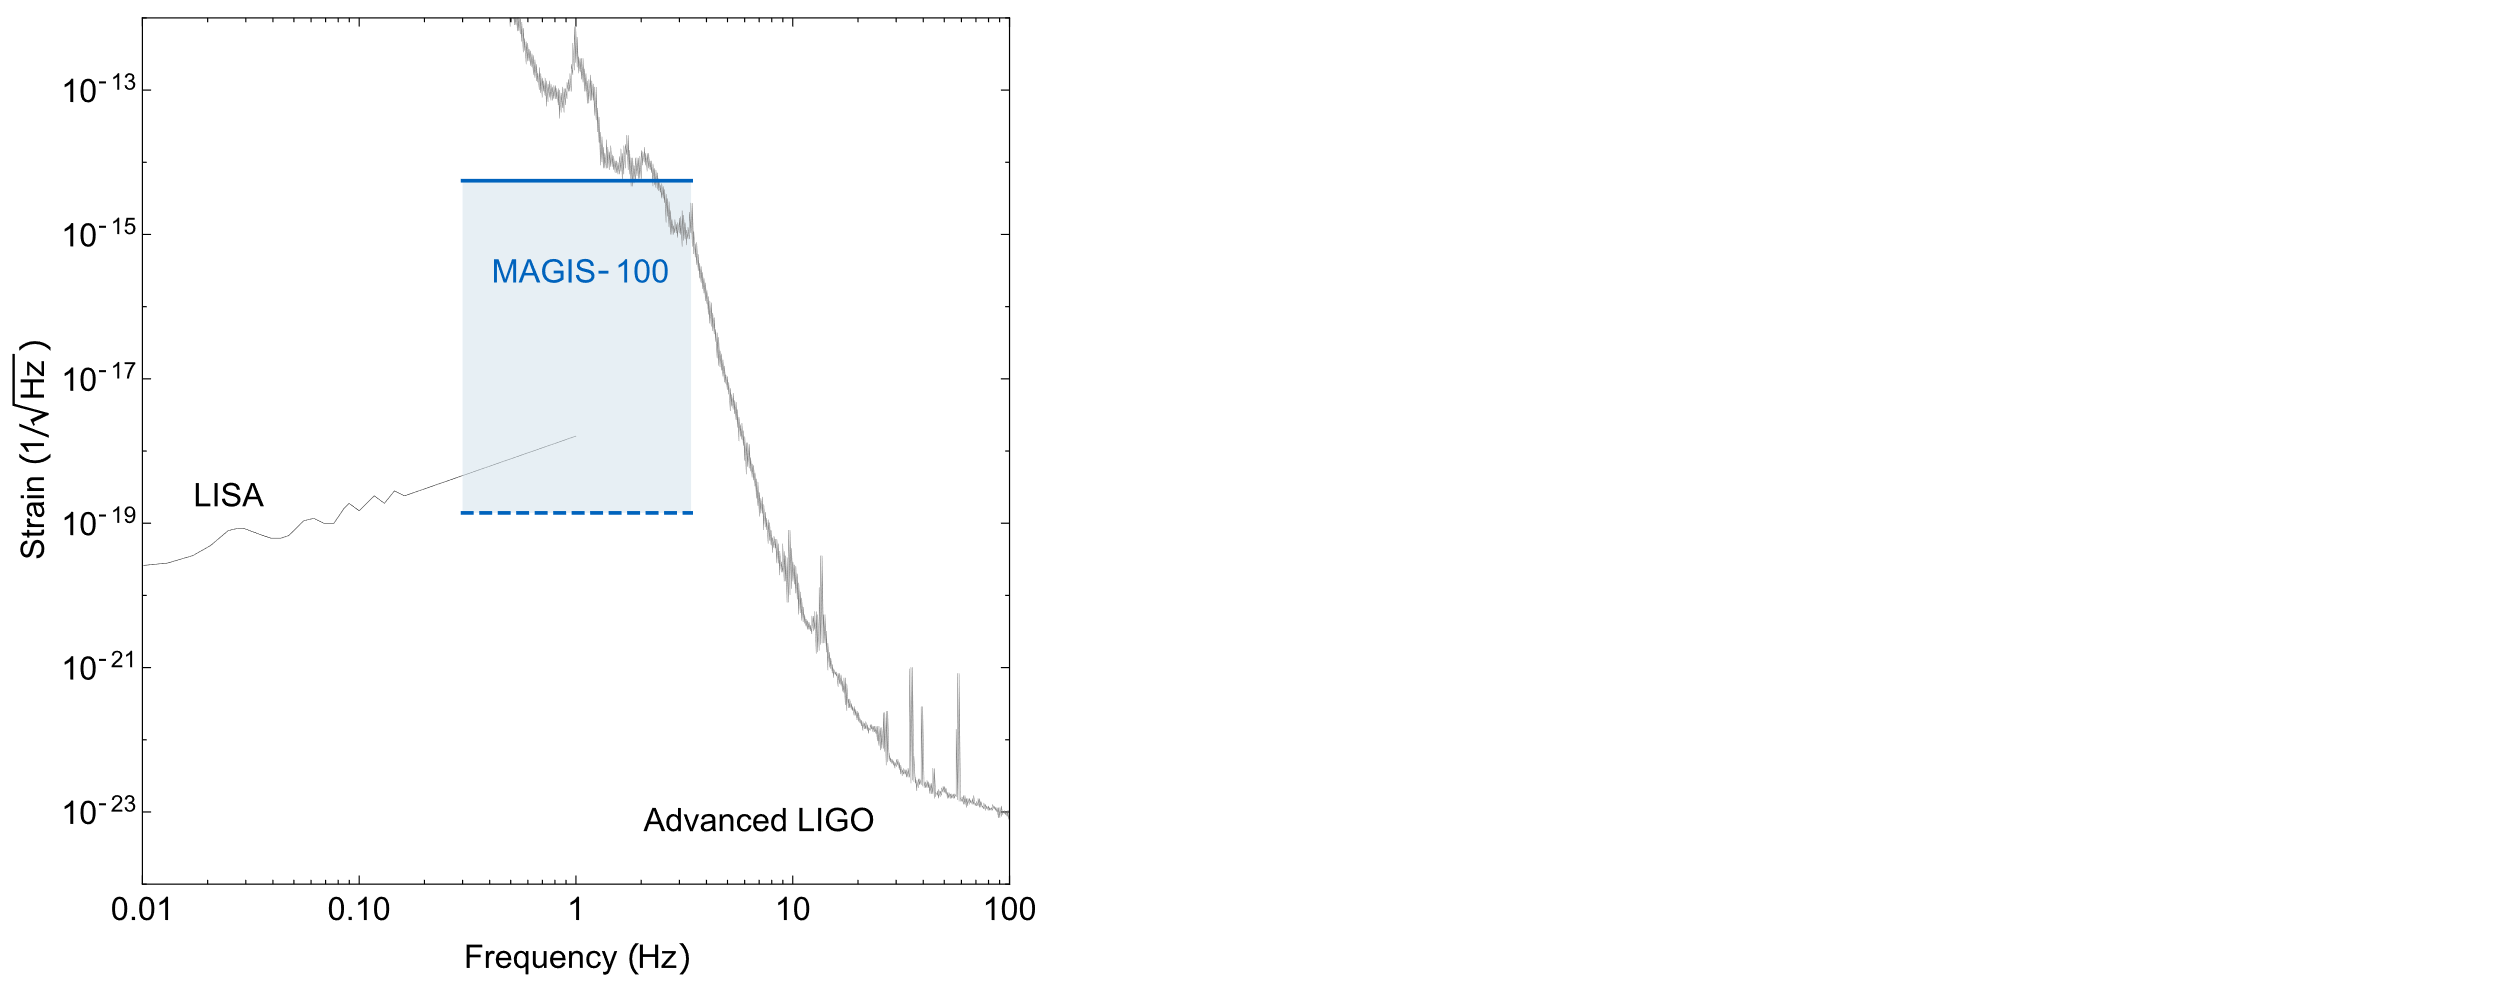 10⁻¹³
10⁻¹⁵
MAGIS-100
10⁻¹⁷
Strain (1/√Hz)
LISA
10⁻¹⁹
10⁻²¹
10⁻²³
Advanced LIGO
0.01 0.10 1 10 100
Frequency (Hz)